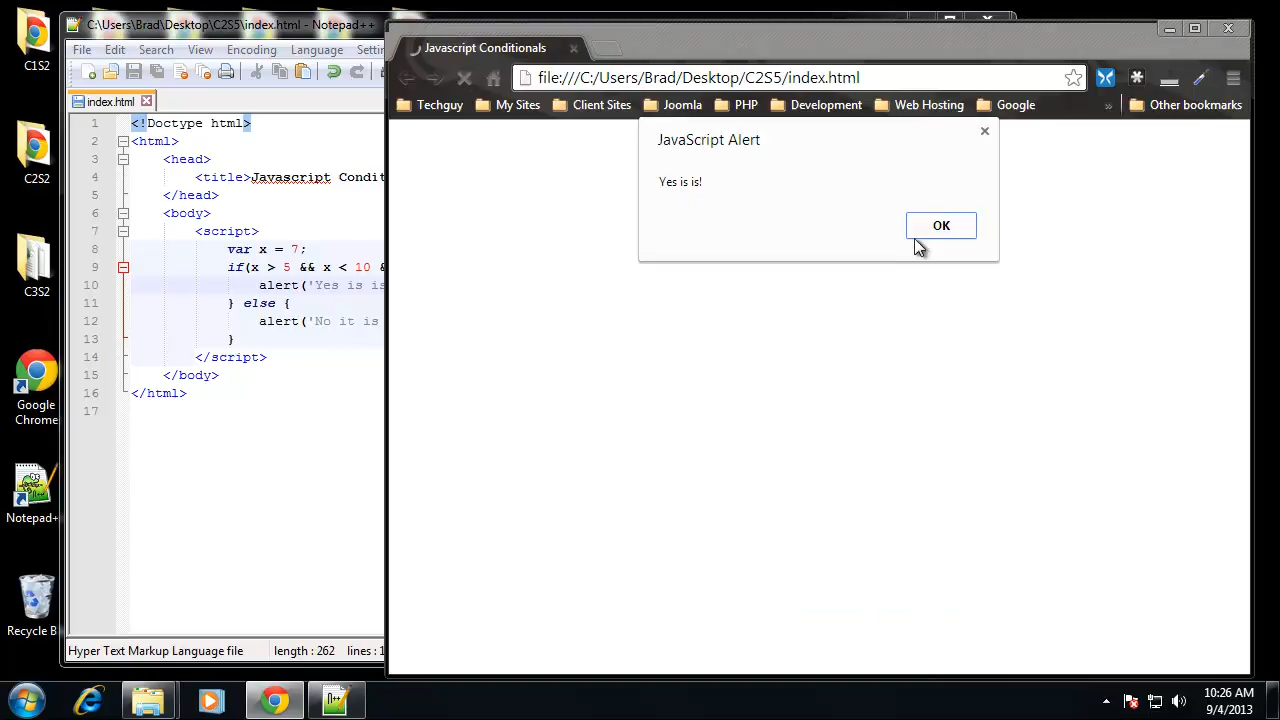 C1S2
C2S2
C3S2
Google
Chrome
Notepad+
Recycle B
C:\Users\Brad\Desktop\C2S5\index.html - Notepad++
File Edit Search View Encoding Language Settin
index.html
1 <!Doctype html>
2 <html>
3 <head>
4 <title>Javascript Condit
5 </head>
6 <body>
7 <script>
8 var x = 7;
9 if(x > 5 && x < 10 &
10 alert('Yes is is
11 } else {
12 alert('No it is
13 }
14 </script>
15 </body>
16 </html>
17
Hyper Text Markup Language file length : 262 lines : 1
Javascript Conditionals
file:///C:/Users/Brad/Desktop/C2S5/index.html
Techguy My Sites Client Sites Joomla PHP Development Web Hosting Google » Other bookmarks
JavaScript Alert
Yes is is!
OK
10:26 AM
9/4/2013